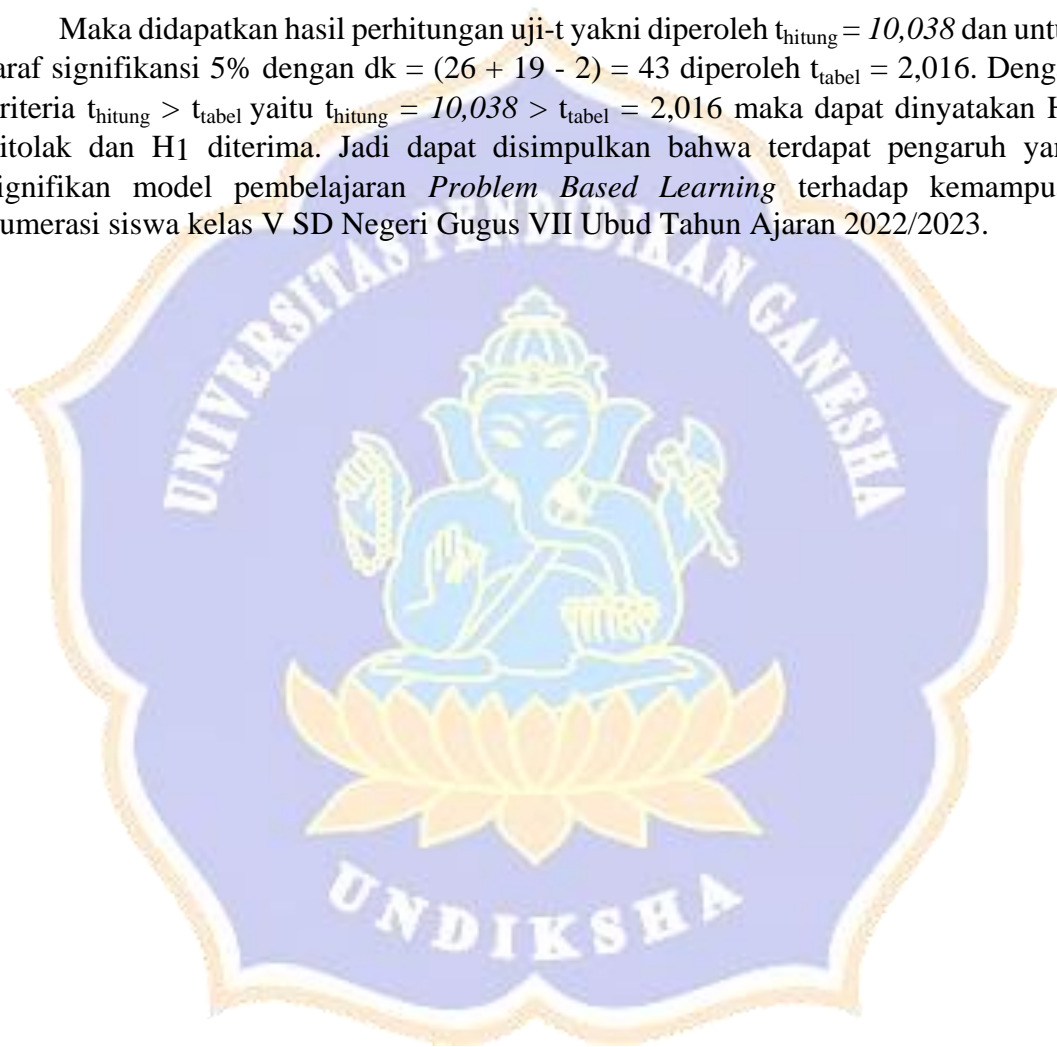 Maka didapatkan hasil perhitungan uji-t yakni diperoleh thitung = 10,038 dan untu
araf signifikansi 5% dengan dk = (26 + 19 - 2) = 43 diperoleh ttabel = 2,016. Deng
riteria thitung > ttabel yaitu thitung = 10,038 > ttabel = 2,016 maka dapat dinyatakan H
itolak dan H1 diterima. Jadi dapat disimpulkan bahwa terdapat pengaruh yan
ignifikan model pembelajaran Problem Based Learning terhadap kemampu
umerasi siswa kelas V SD Negeri Gugus VII Ubud Tahun Ajaran 2022/2023.
UNIVERSITAS PENDIDIKAN GANESHA
UNDIKSHA